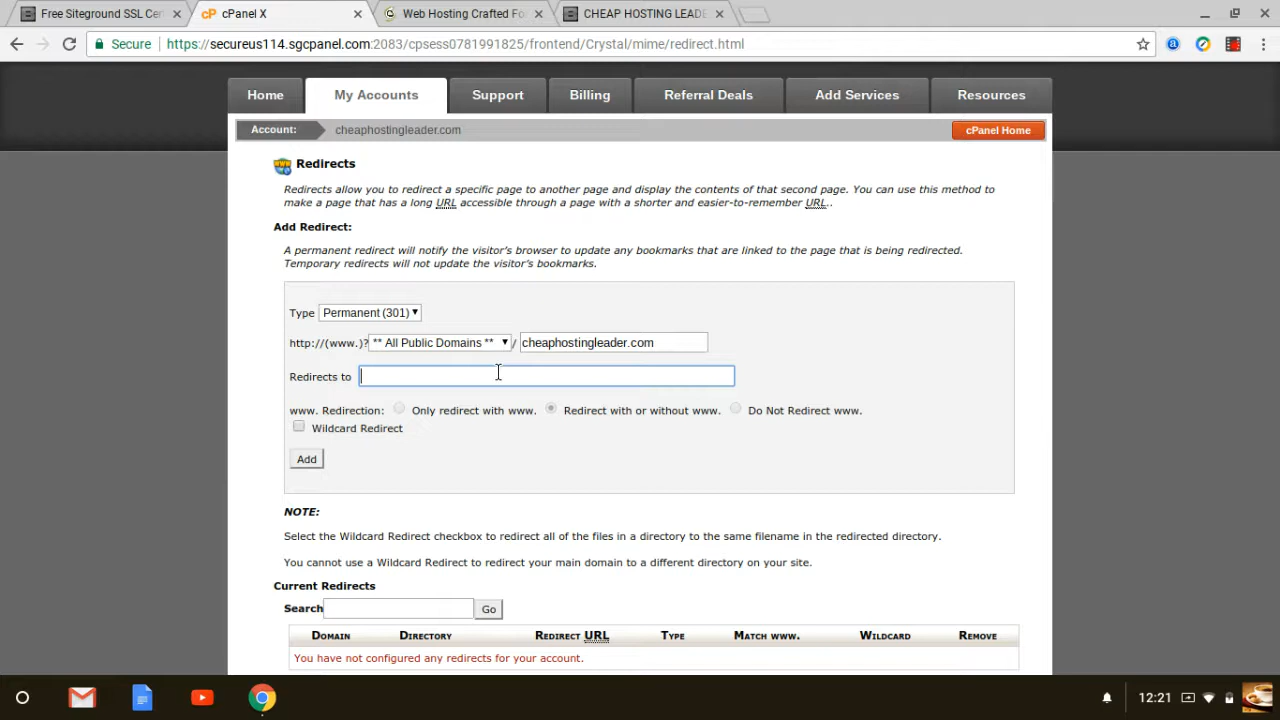 Free Siteground SSL Cer
cPanel X
Web Hosting Crafted Fo
CHEAP HOSTING LEAD
Secure
https://secureus114.sgcpanel.com:2083/cpsess0781991825/frontend/Crystal/mime/redirect.html
Home
My Accounts
Support
Billing
Referral Deals
Add Services
Resources
Account:
cheaphostingleader.com
cPanel Home
Redirects
Redirects allow you to redirect a specific page to another page and display the contents of that second page. You can use this method to
make a page that has a long URL accessible through a page with a shorter and easier-to-remember URL..
Add Redirect:
A permanent redirect will notify the visitor's browser to update any bookmarks that are linked to the page that is being redirected.
Temporary redirects will not update the visitor's bookmarks.
Type Permanent (301)
http://(www.)? ** All Public Domains ** / cheaphostingleader.com
Redirects to
www. Redirection: Only redirect with www. Redirect with or without www. Do Not Redirect www.
Wildcard Redirect
Add
NOTE:
Select the Wildcard Redirect checkbox to redirect all of the files in a directory to the same filename in the redirected directory.
You cannot use a Wildcard Redirect to redirect your main domain to a different directory on your site.
Current Redirects
Search Go
Domain Directory Redirect URL Type Match www. Wildcard Remove
You have not configured any redirects for your account.
12:21